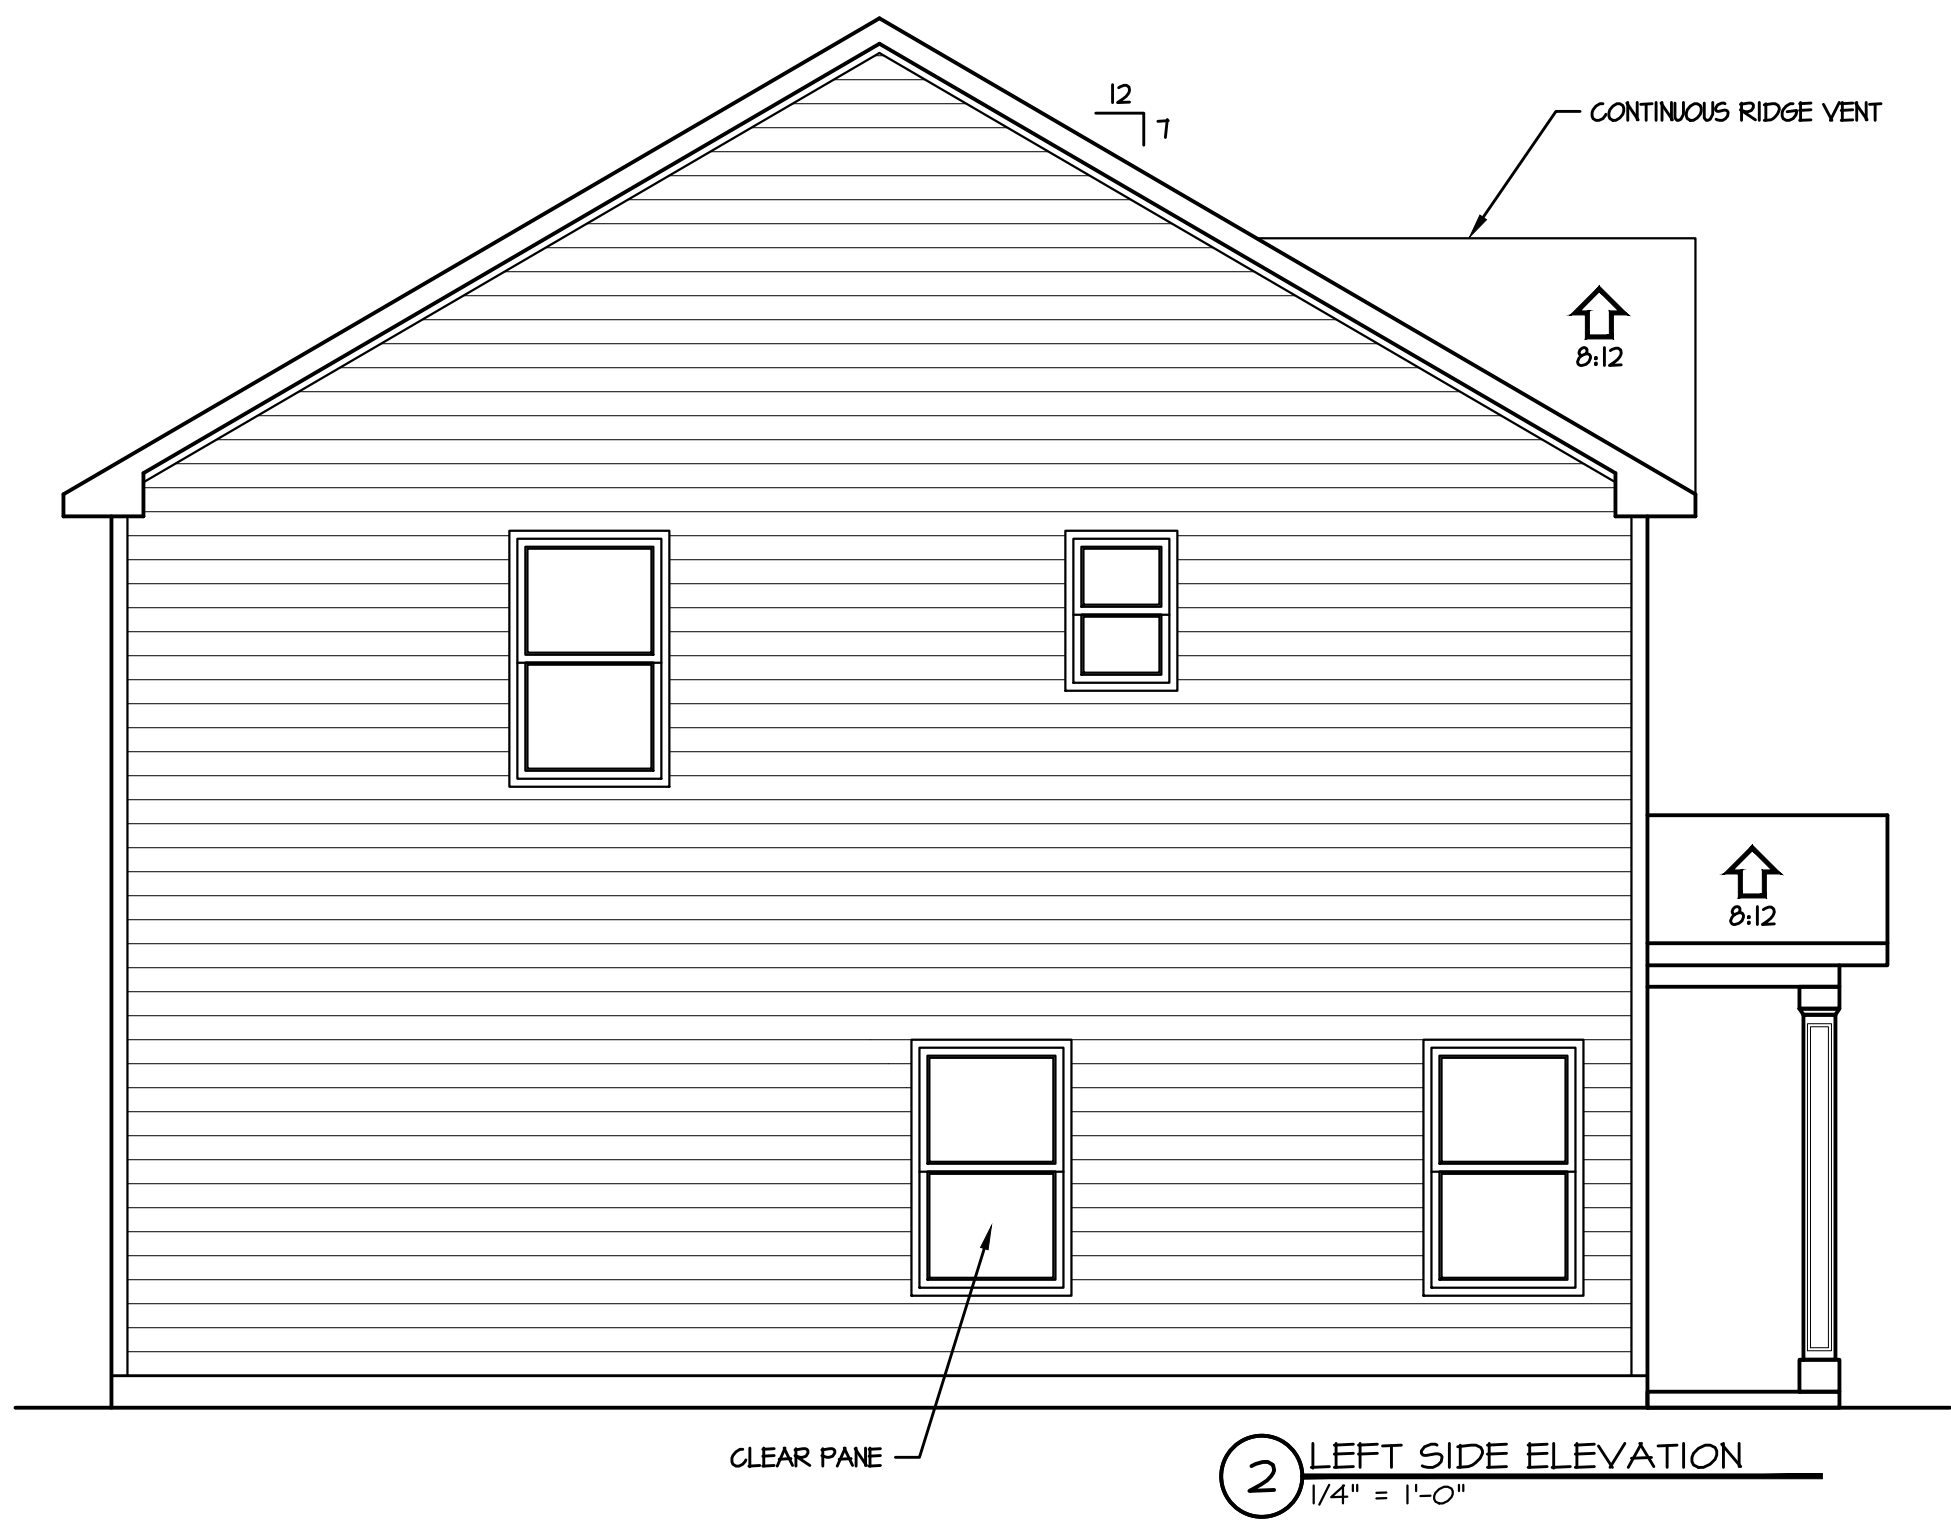 12
7
CONTINUOUS RIDGE VENT
8:12
8:12
CLEAR PANE
2
LEFT SIDE ELEVATION
1/4" = 1'-0"